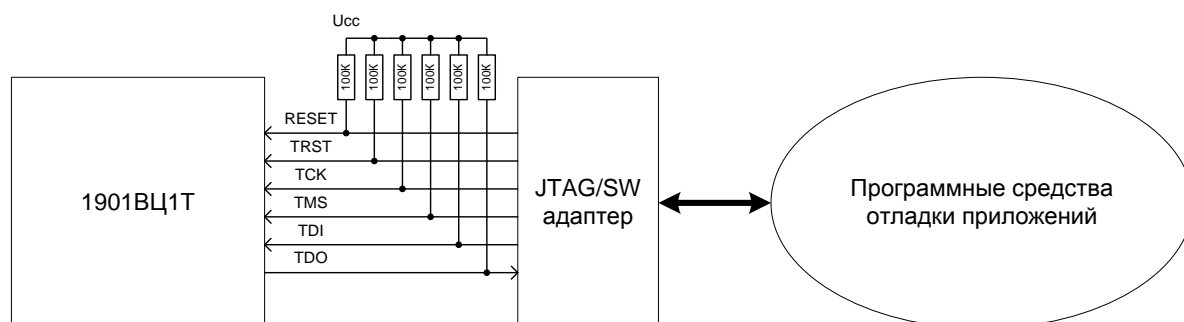 Ucc
100K
100K
100K
100K
100K
100K
RESET
TRST
TCK
TMS
TDI
TDO
1901ВЦ1Т
JTAG/SW
адаптер
Программные средства
отладки приложений